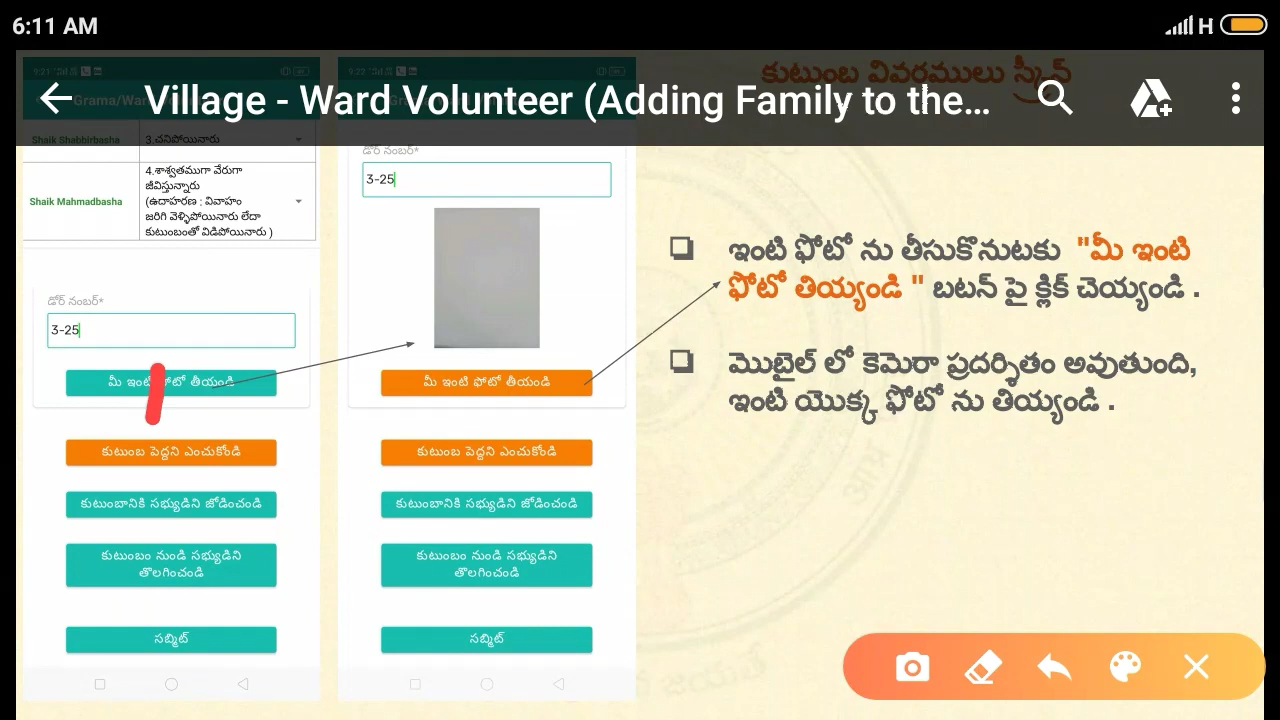 6:11 AM
H
కుటుంబ వివరములు స్క్రీన్
Village - Ward Volunteer (Adding Family to the...
Shaik Shabbirbasha
3.చనిపోయినారు
Shaik Mahmadbasha
4.శాశ్వతముగా వేరుగా
జీవిస్తున్నారు
(ఉదాహరణ : వివాహం
జరిగి వెళ్ళిపోయినారు లేదా
కుటుంబంతో విడిపోయినారు )
డోర్ నంబర్*
3-25
మీ ఇంటి ఫోటో తీయండి
కుటుంబ పెద్దని ఎంచుకోండి
కుటుంబానికి సభ్యుడిని జోడించండి
కుటుంబం నుండి సభ్యుడిని
తొలగించండి
సబ్మిట్
డోర్ నంబర్*
3-25
మీ ఇంటి ఫోటో తీయండి
కుటుంబ పెద్దని ఎంచుకోండి
కుటుంబానికి సభ్యుడిని జోడించండి
కుటుంబం నుండి సభ్యుడిని
తొలగించండి
సబ్మిట్
ఇంటి ఫోటో ను తీసుకొనుటకు "మీ ఇంటి
ఫోటో తియ్యండి " బటన్ పై క్లిక్ చెయ్యండి .
మొబైల్ లో కెమెరా ప్రదర్శితం అవుతుంది,
ఇంటి యొక్క ఫోటో ను తియ్యండి .